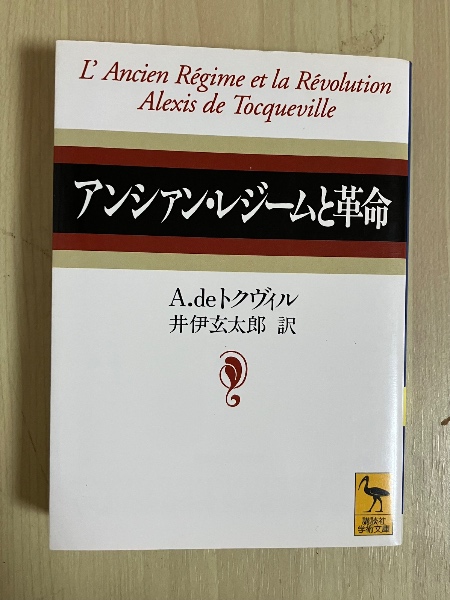 L' Ancien Régime et la Révolution
Alexis de Tocqueville
アンシァン・レジームと革命
A.deトクヴィル
井伊玄太郎 訳
講談社
学術文庫